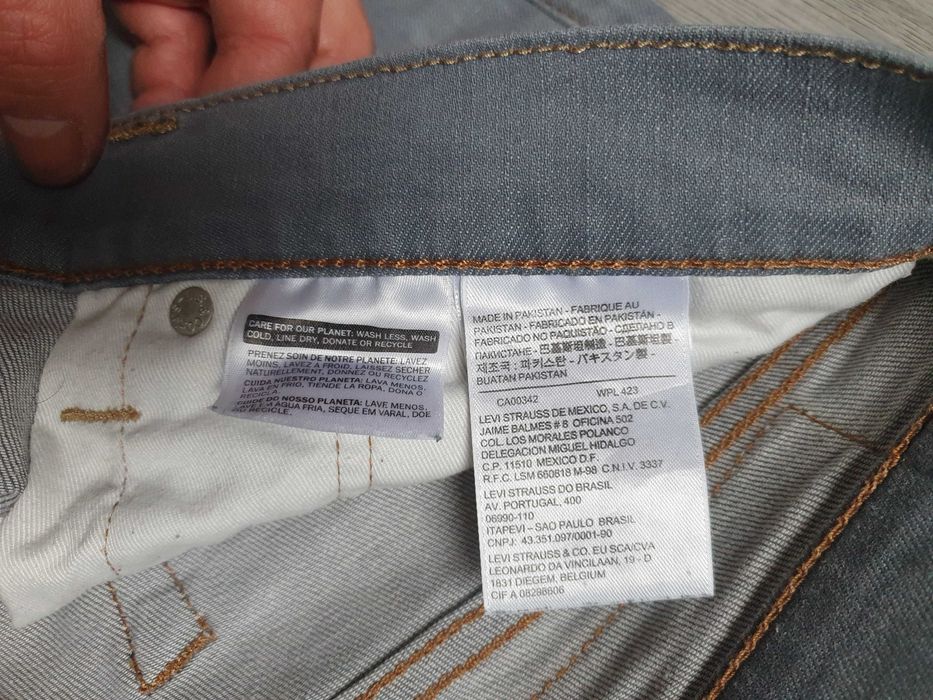 CARE FOR OUR PLANET: WASH LESS, WASH
COLD, LINE DRY, DONATE OR RECYCLE
PRENEZ SOIN DE NOTRE PLANETE: LAVEZ
MOINS, LAVEZ À FROID, LAISSEZ SECHER
NATURELLEMENT, DONNEZ OU RECYCLEZ
CUIDA NUESTRO PLANETA: LAVA MENOS,
LAVA EN FRIO, TIENDE LA ROPA, DONA O
RECICLA
CUIDE DO NOSSO PLANETA: LAVE MENOS,
A AGUA FRIA, SEQUE EM VARAL, DOE
RECICLE.
MADE IN PAKISTAN - FABRIQUE AU
PAKISTAN - FABRICADO EN PAKISTÁN -
FABRICADO NO PAQUISTÃO - СДЕЛАНО В
ПАКИСТАНЕ - 巴基斯坦製造 - 巴基斯坦制 -
제조국 : 파키스탄 - パキスタン製 -
BUATAN PAKISTAN
CA00342 WPL 423
LEVI STRAUSS DE MEXICO, S.A. DE C.V.
JAIME BALMES # 8 OFICINA 502
COL. LOS MORALES POLANCO
DELEGACION MIGUEL HIDALGO
C.P. 11510 MEXICO D.F.
R.F.C. LSM 660818 M-98 C.N.I.V. 3337
LEVI STRAUSS DO BRASIL
AV. PORTUGAL, 400
06990-110
ITAPEVI - SAO PAULO BRASIL
CNPJ: 43.351.097/0001-90
LEVI STRAUSS & CO. EU SCA/CVA
LEONARDO DA VINCILAAN, 19 - D
1831 DIEGEM, BELGIUM
CIF A 08298606